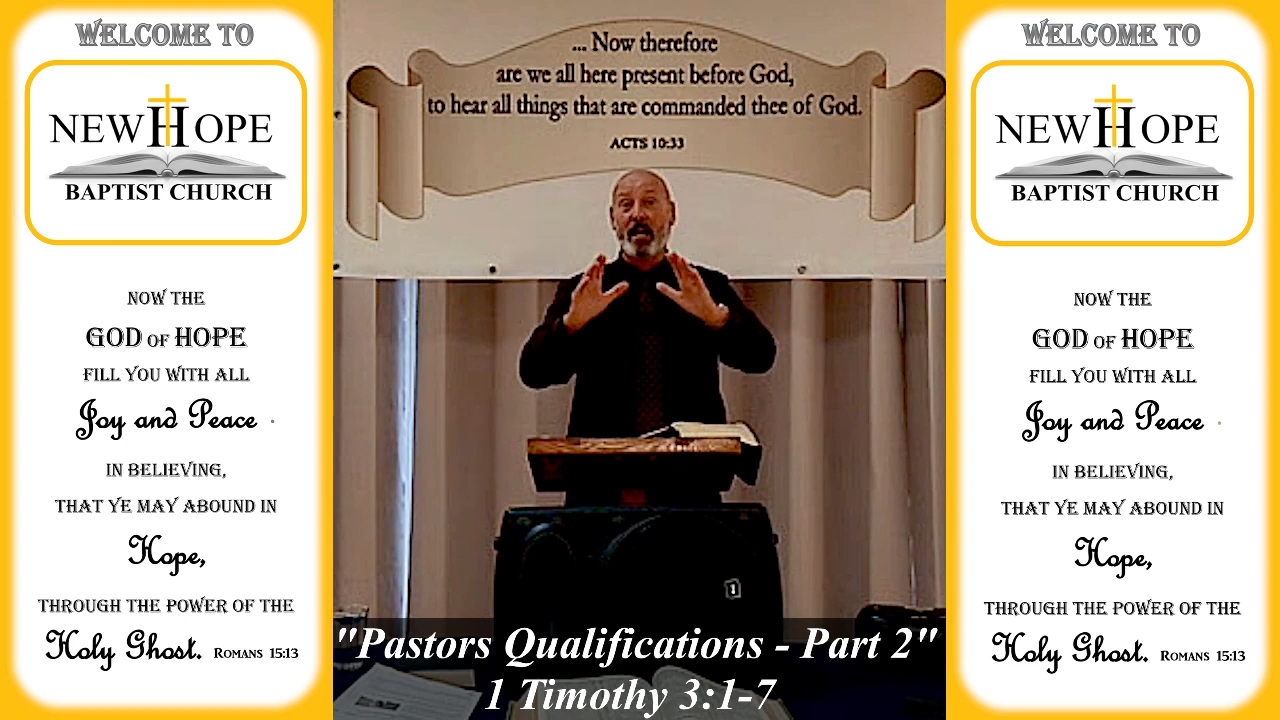 WELCOME TO
NEW HOPE
BAPTIST CHURCH
NOW THE
GOD OF HOPE
FILL YOU WITH ALL
Joy and Peace
IN BELIEVING,
THAT YE MAY ABOUND IN
Hope,
THROUGH THE POWER OF THE
Holy Ghost. ROMANS 15:13
... Now therefore
are we all here present before God,
to hear all things that are commanded thee of God.
ACTS 10:33
"Pastors Qualifications - Part 2"
1 Timothy 3:1-7
WELCOME TO
NEW HOPE
BAPTIST CHURCH
NOW THE
GOD OF HOPE
FILL YOU WITH ALL
Joy and Peace
IN BELIEVING,
THAT YE MAY ABOUND IN
Hope,
THROUGH THE POWER OF THE
Holy Ghost. ROMANS 15:13